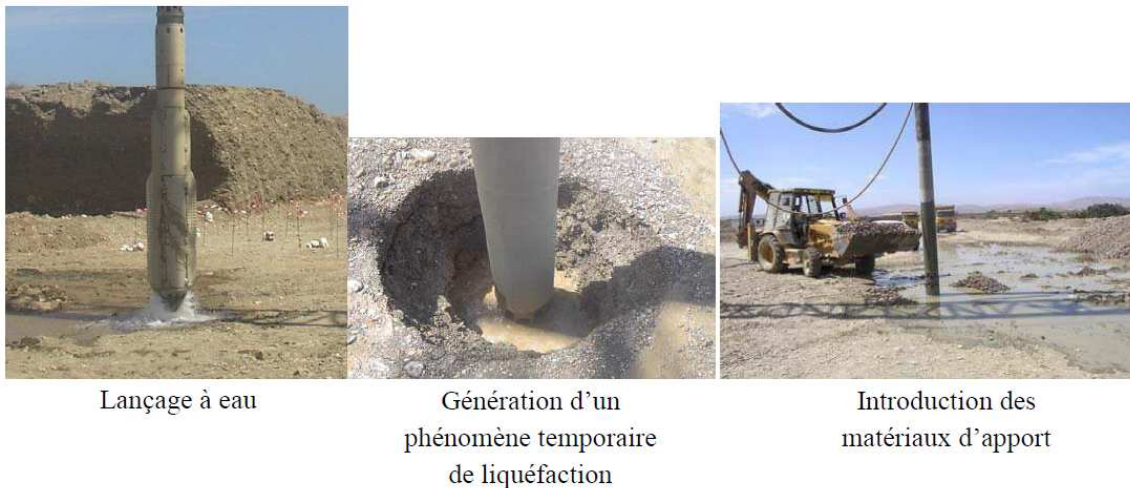 Lançage à eau
Génération d'un
phénomène temporaire
de liquéfaction
Introduction des
matériaux d'apport